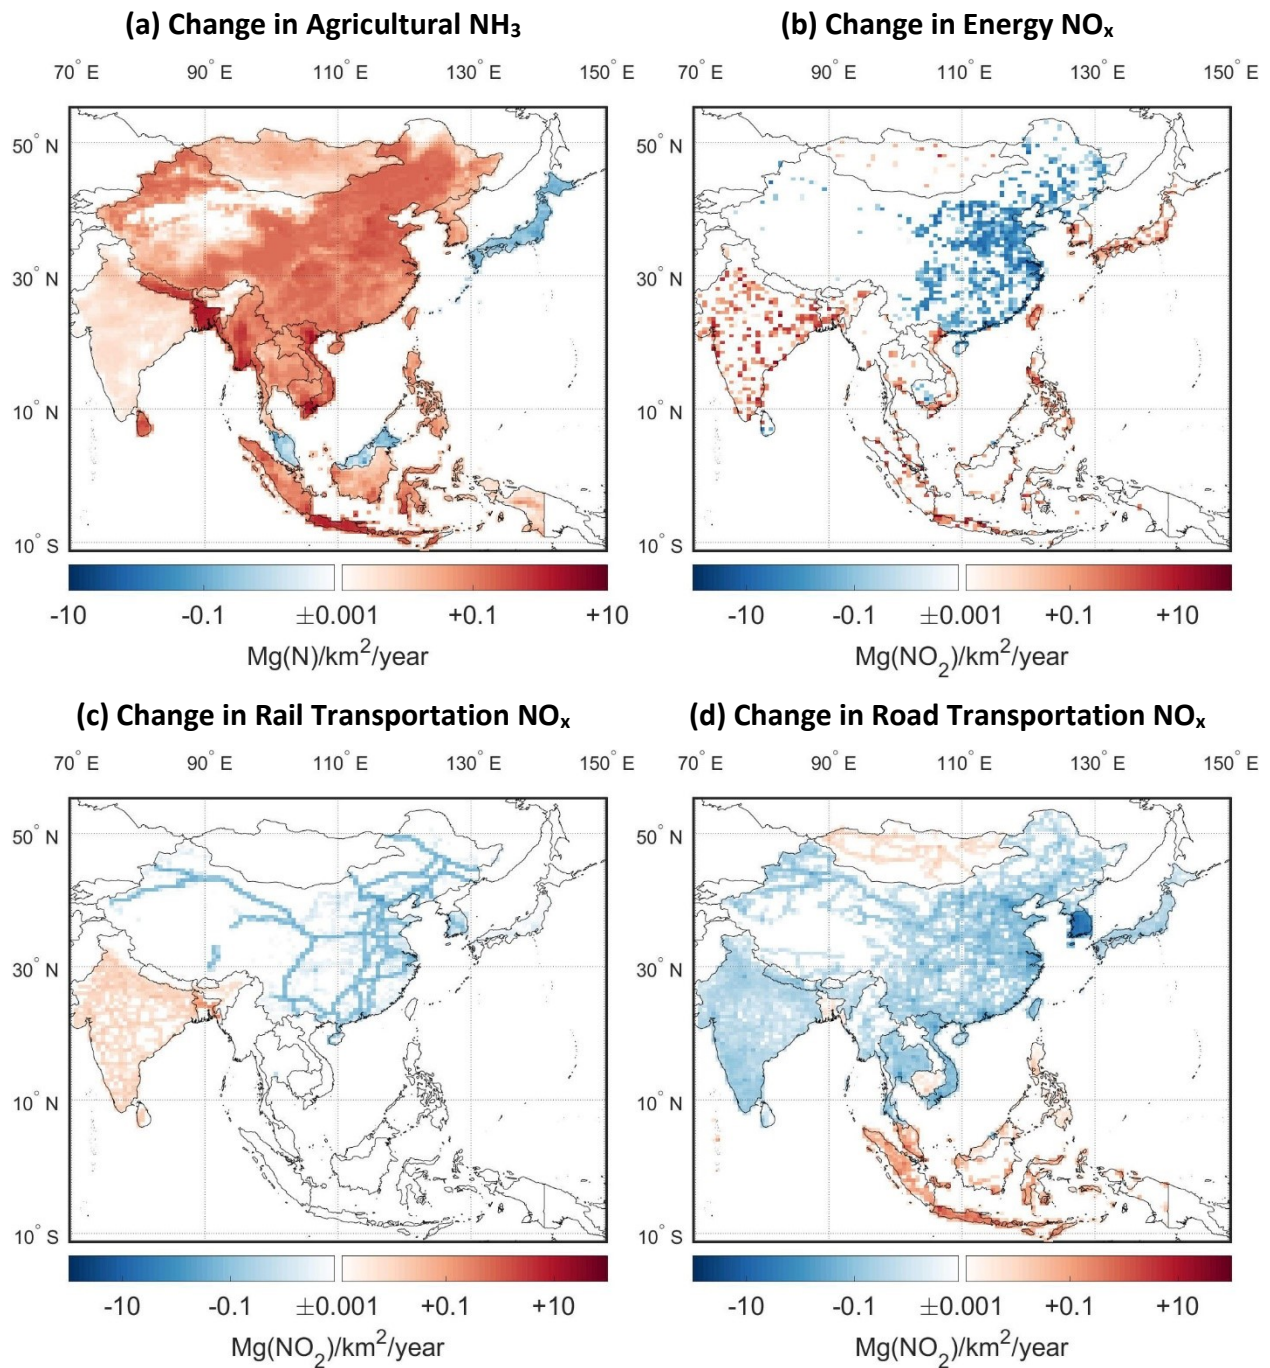 (a) Change in Agricultural NH₃
(b) Change in Energy NOₓ
70° E 90° E 110° E 130° E 150° E
70° E 90° E 110° E 130° E 150° E
50° N
30° N
10° N
10° S
50° N
30° N
10° N
10° S
-10 -0.1 ±0.001 +0.1 +10
Mg(N)/km²/year
-10 -0.1 ±0.001 +0.1 +10
Mg(NO₂)/km²/year
(c) Change in Rail Transportation NOₓ
(d) Change in Road Transportation NOₓ
70° E 90° E 110° E 130° E 150° E
70° E 90° E 110° E 130° E 150° E
50° N
30° N
10° N
10° S
50° N
30° N
10° N
10° S
-10 -0.1 ±0.001 +0.1 +10
Mg(NO₂)/km²/year
-10 -0.1 ±0.001 +0.1 +10
Mg(NO₂)/km²/year